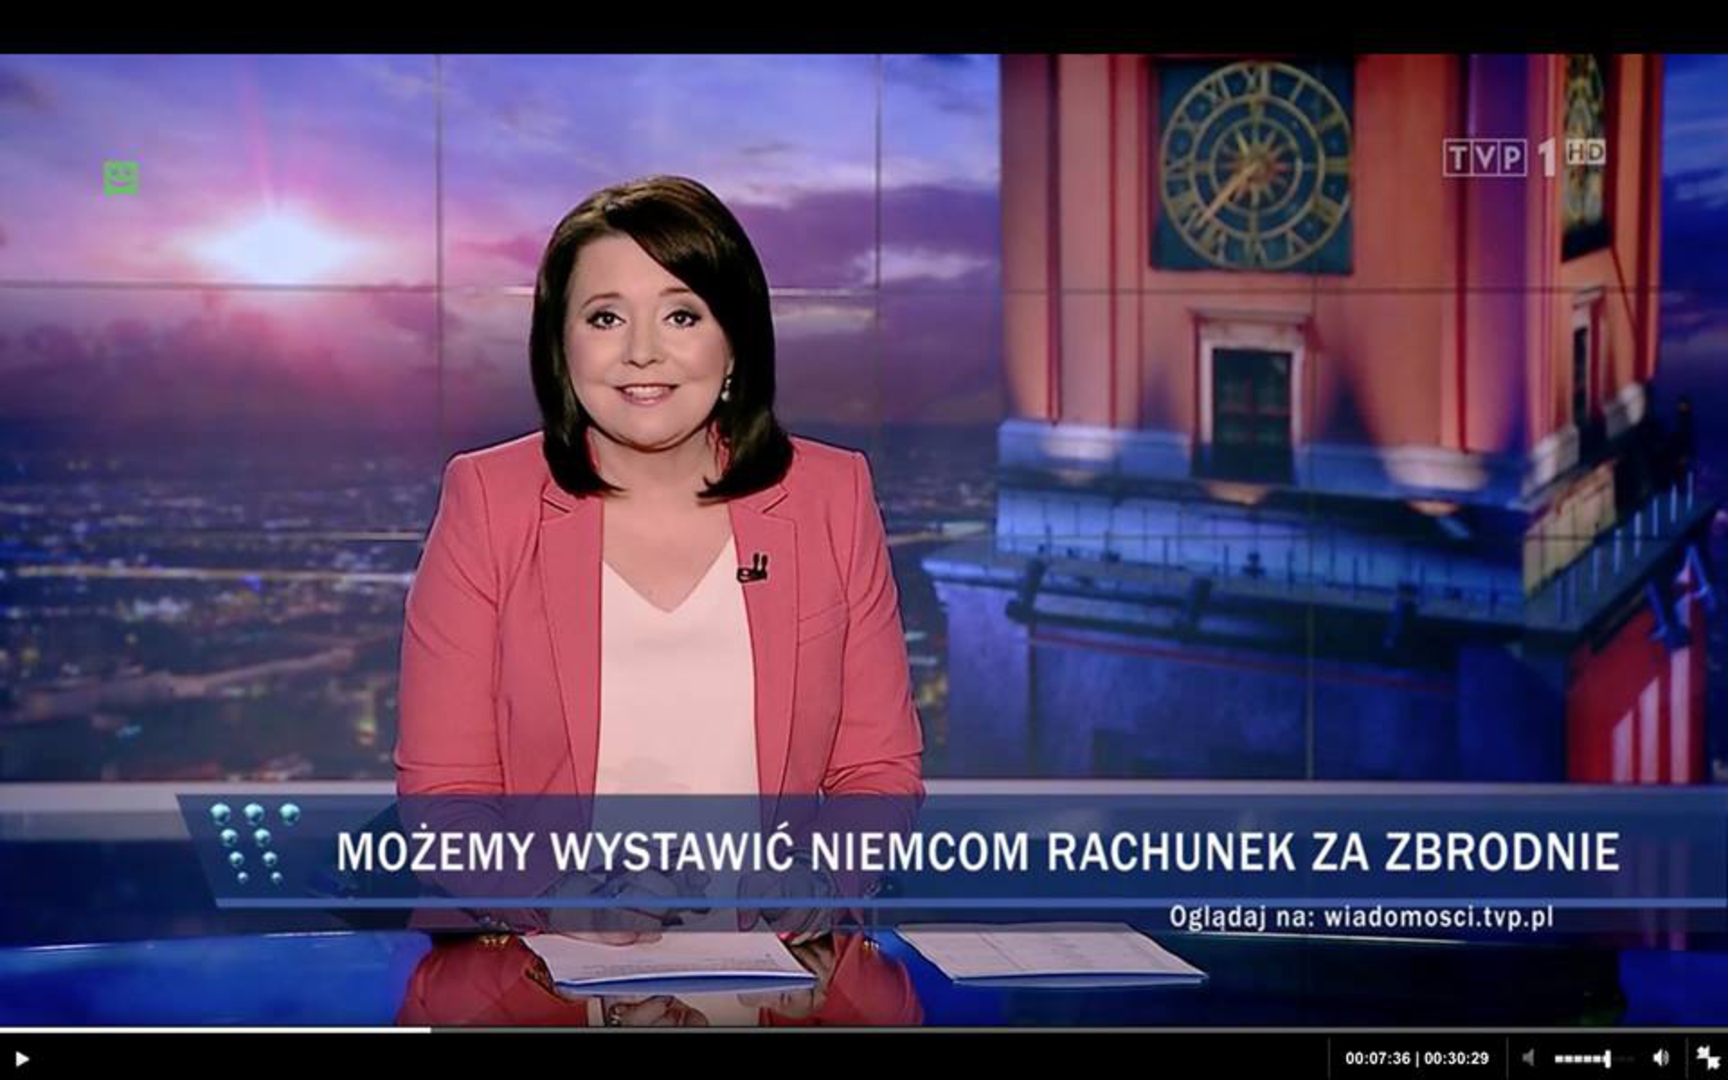 TVP 1 HD
MOŻEMY WYSTAWIĆ NIEMCOM RACHUNEK ZA ZBRODNIE
Oglądaj na: wiadomosci.tvp.pl
00:07:36 | 00:30:29